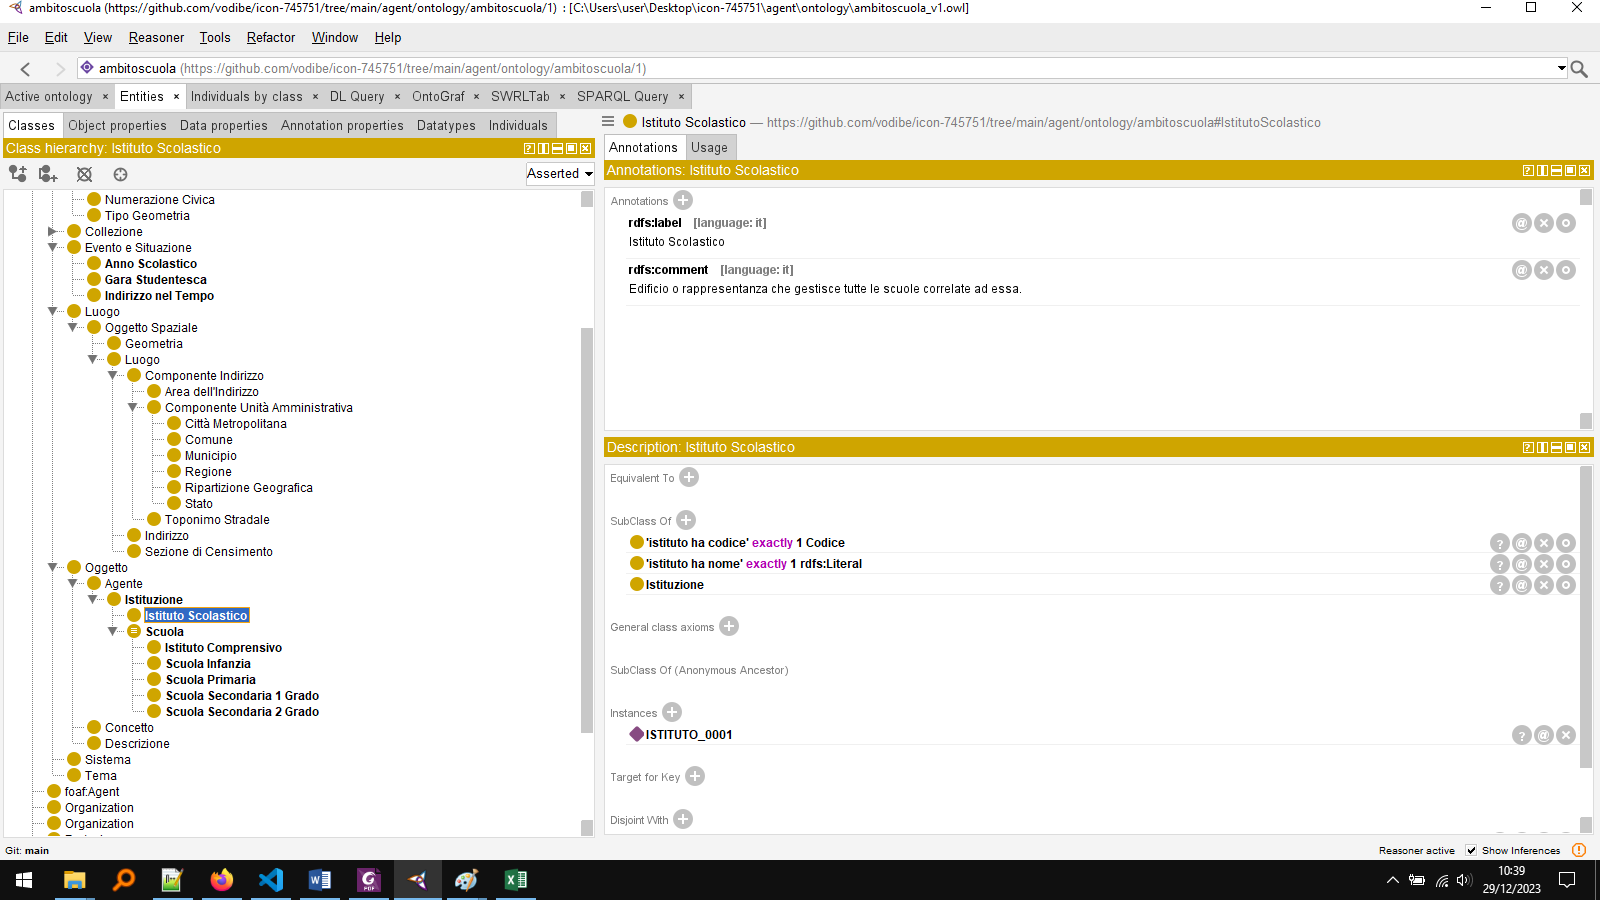 ambitoscuola (https://github.com/vodibe/icon-745751/tree/main/agent/ontology/ambitoscuola/1)  : [C:\Users\user\Desktop\icon-745751\agent\ontology\ambitoscuola_v1.owl]
File Edit View Reasoner Tools Refactor Window Help
ambitoscuola (https://github.com/vodibe/icon-745751/tree/main/agent/ontology/ambitoscuola/1)
Active ontology × Entities × Individuals by class × DL Query × OntoGraf × SWRLTab × SPARQL Query ×
Classes Object properties Data properties Annotation properties Datatypes Individuals
Class hierarchy: Istituto Scolastico
Asserted
Numerazione Civica
Tipo Geometria
Collezione
Evento e Situazione
Anno Scolastico
Gara Studentesca
Indirizzo nel Tempo
Luogo
Oggetto Spaziale
Geometria
Luogo
Componente Indirizzo
Area dell'Indirizzo
Componente Unità Amministrativa
Città Metropolitana
Comune
Municipio
Regione
Ripartizione Geografica
Stato
Toponimo Stradale
Indirizzo
Sezione di Censimento
Oggetto
Agente
Istituzione
Istituto Scolastico
Scuola
Istituto Comprensivo
Scuola Infanzia
Scuola Primaria
Scuola Secondaria 1 Grado
Scuola Secondaria 2 Grado
Concetto
Descrizione
Sistema
Tema
foaf:Agent
Organization
Organization
Istituto Scolastico — https://github.com/vodibe/icon-745751/tree/main/agent/ontology/ambitoscuola#IstitutoScolastico
Annotations Usage
Annotations: Istituto Scolastico
Annotations
rdfs:label [language: it]
Istituto Scolastico
rdfs:comment [language: it]
Edificio o rappresentanza che gestisce tutte le scuole correlate ad essa.
Description: Istituto Scolastico
Equivalent To
SubClass Of
'istituto ha codice' exactly 1 Codice
'istituto ha nome' exactly 1 rdfs:Literal
Istituzione
General class axioms
SubClass Of (Anonymous Ancestor)
Instances
ISTITUTO_0001
Target for Key
Disjoint With
Git: main
Reasoner active Show Inferences
10:39
29/12/2023